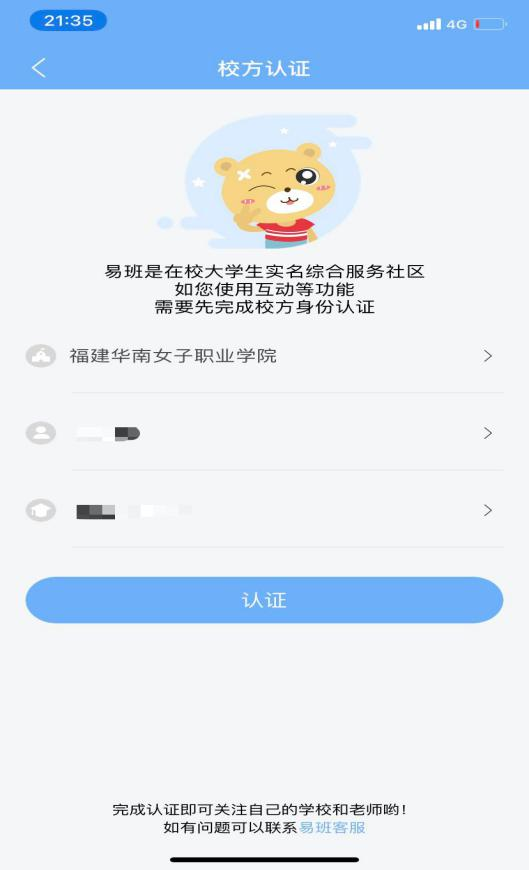 21:35
4G
校方认证
易班是在校大学生实名综合服务社区
如您使用互动等功能
需要先完成校方身份认证
福建华南女子职业学院
认证
完成认证即可关注自己的学校和老师哟！
如有问题可以联系易班客服